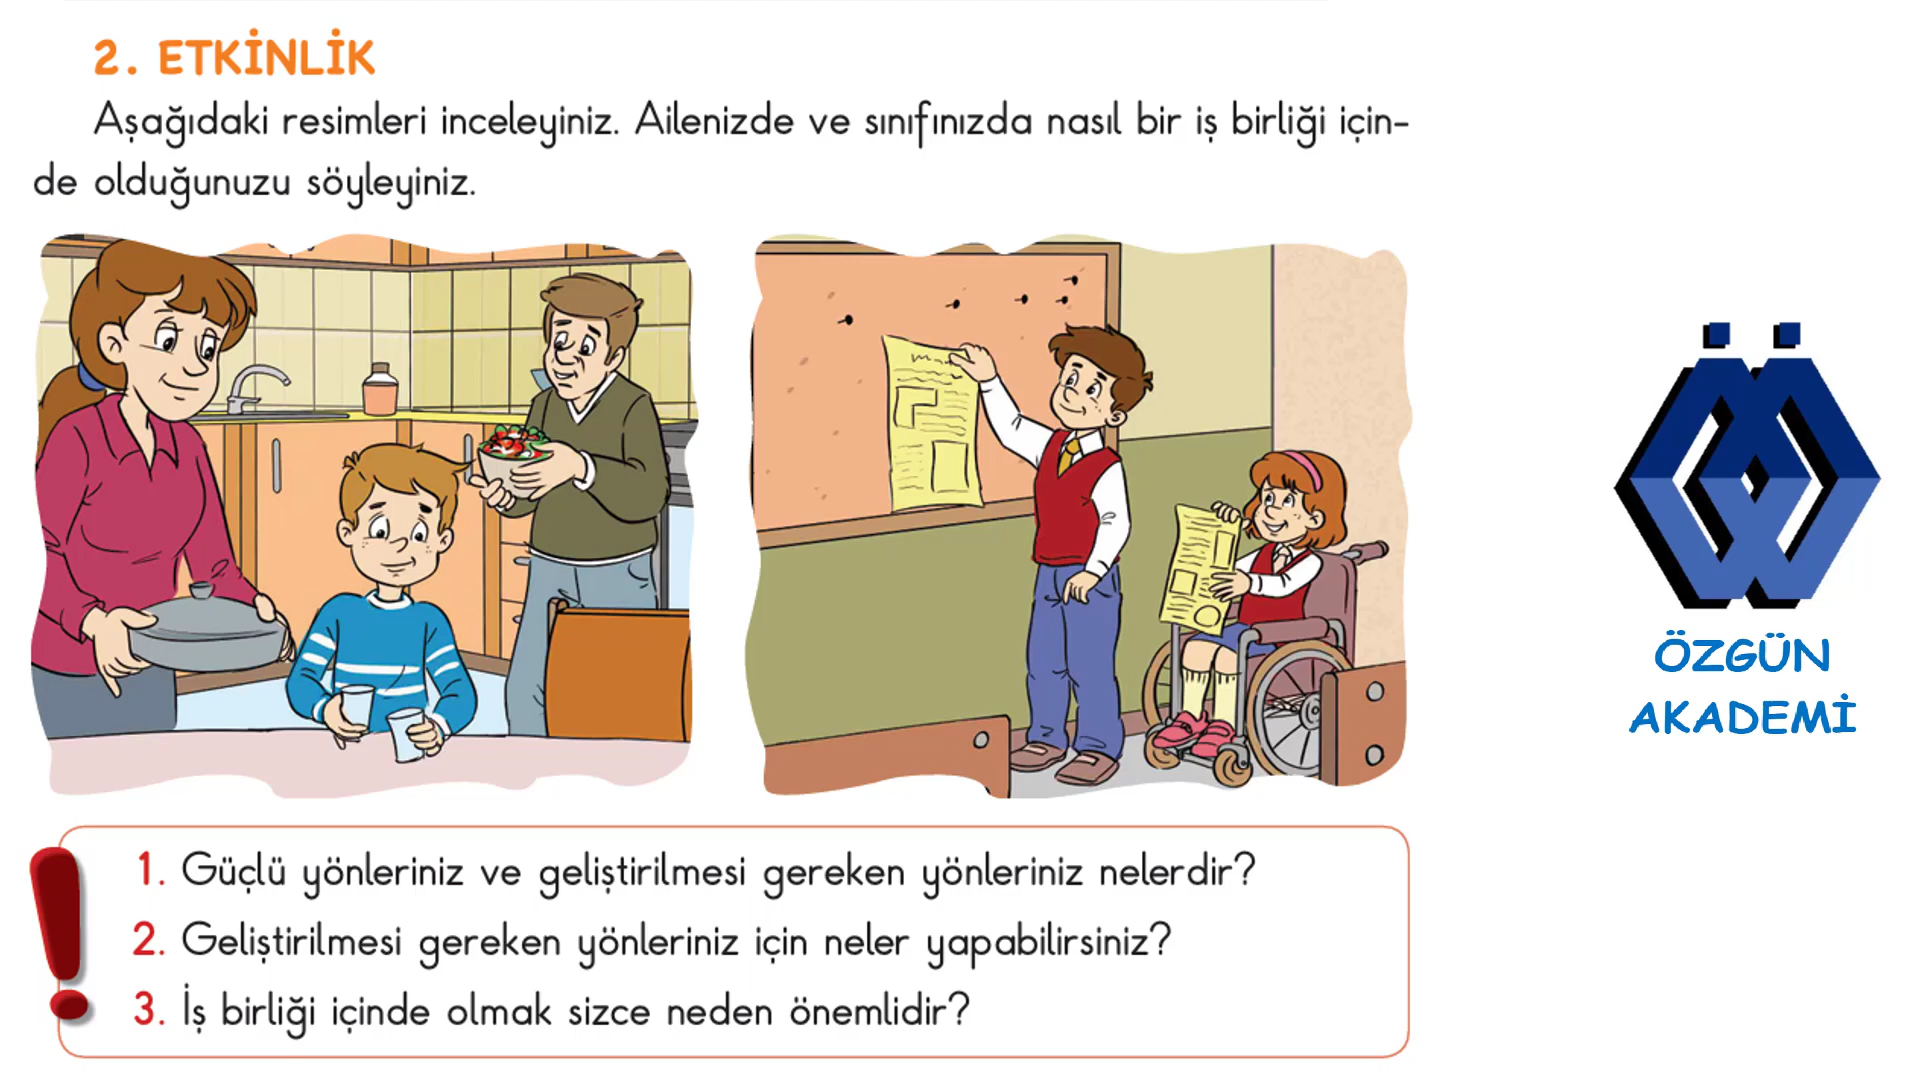 2. ETKİNLİK
Aşağıdaki resimleri inceleyiniz. Ailenizde ve sınıfınızda nasıl bir iş birliği için-
de olduğunuzu söyleyiniz.
ÖZGÜN
AKADEMİ
1. Güçlü yönleriniz ve geliştirilmesi gereken yönleriniz nelerdir?
2. Geliştirilmesi gereken yönleriniz için neler yapabilirsiniz?
3. İş birliği içinde olmak sizce neden önemlidir?